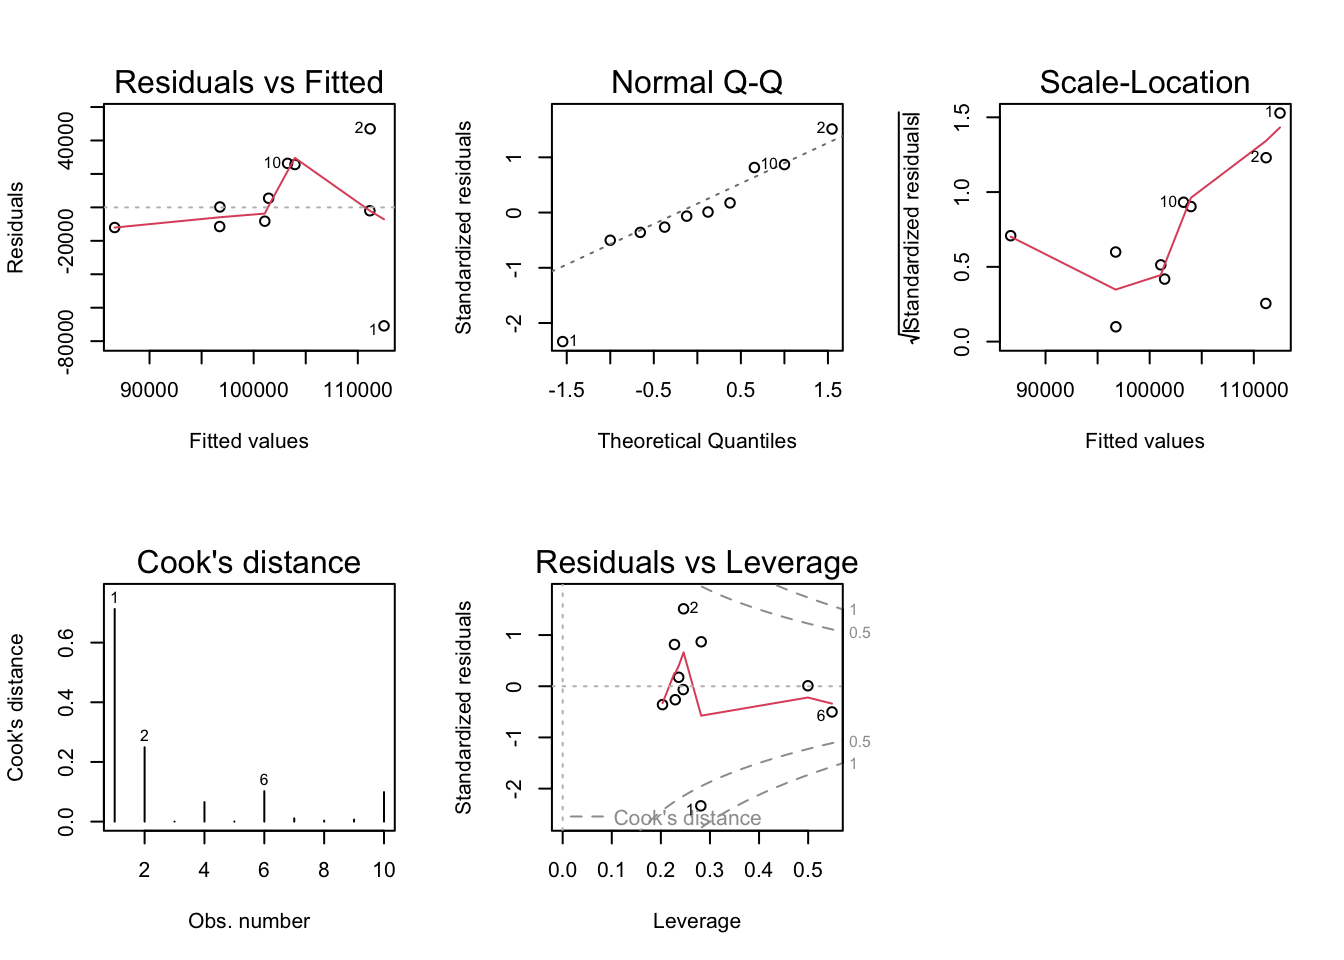 Residuals vs Fitted
Residuals
40000
-20000
-80000
2
10
1
90000 100000 110000
Fitted values
Normal Q-Q
Standardized residuals
1
0
-1
-2
2
10
1
-1.5 -0.5 0.5 1.5
Theoretical Quantiles
Scale-Location
√|Standardized residuals|
1.5
1.0
0.5
0.0
1
2
10
90000 100000 110000
Fitted values
Cook's distance
Cook's distance
0.6
0.4
0.2
0.0
1
2
6
2 4 6 8 10
Obs. number
Residuals vs Leverage
Standardized residuals
1
0
-1
-2
2
6
1
1
0.5
0.5
1
Cook's distance
0.0 0.1 0.2 0.3 0.4 0.5
Leverage